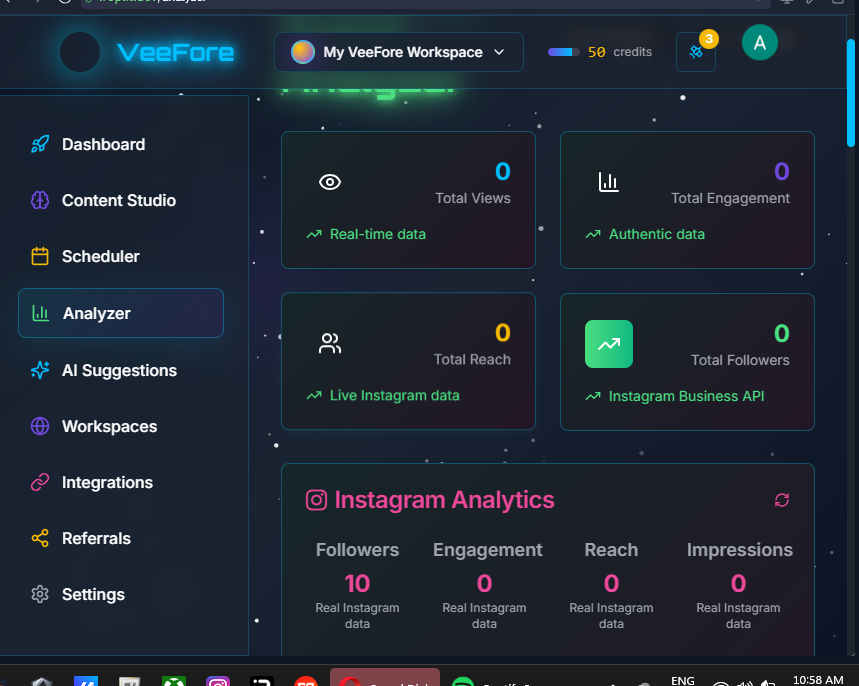 VeeFore
My VeeFore Workspace
50 credits
3
A
Analyzer
Dashboard
Content Studio
Scheduler
Analyzer
AI Suggestions
Workspaces
Integrations
Referrals
Settings
0
Total Views
Real-time data
0
Total Engagement
Authentic data
0
Total Reach
Live Instagram data
0
Total Followers
Instagram Business API
Instagram Analytics
Followers
10
Real Instagram
data
Engagement
0
Real Instagram
data
Reach
0
Real Instagram
data
Impressions
0
Real Instagram
data
ENG
10:58 AM